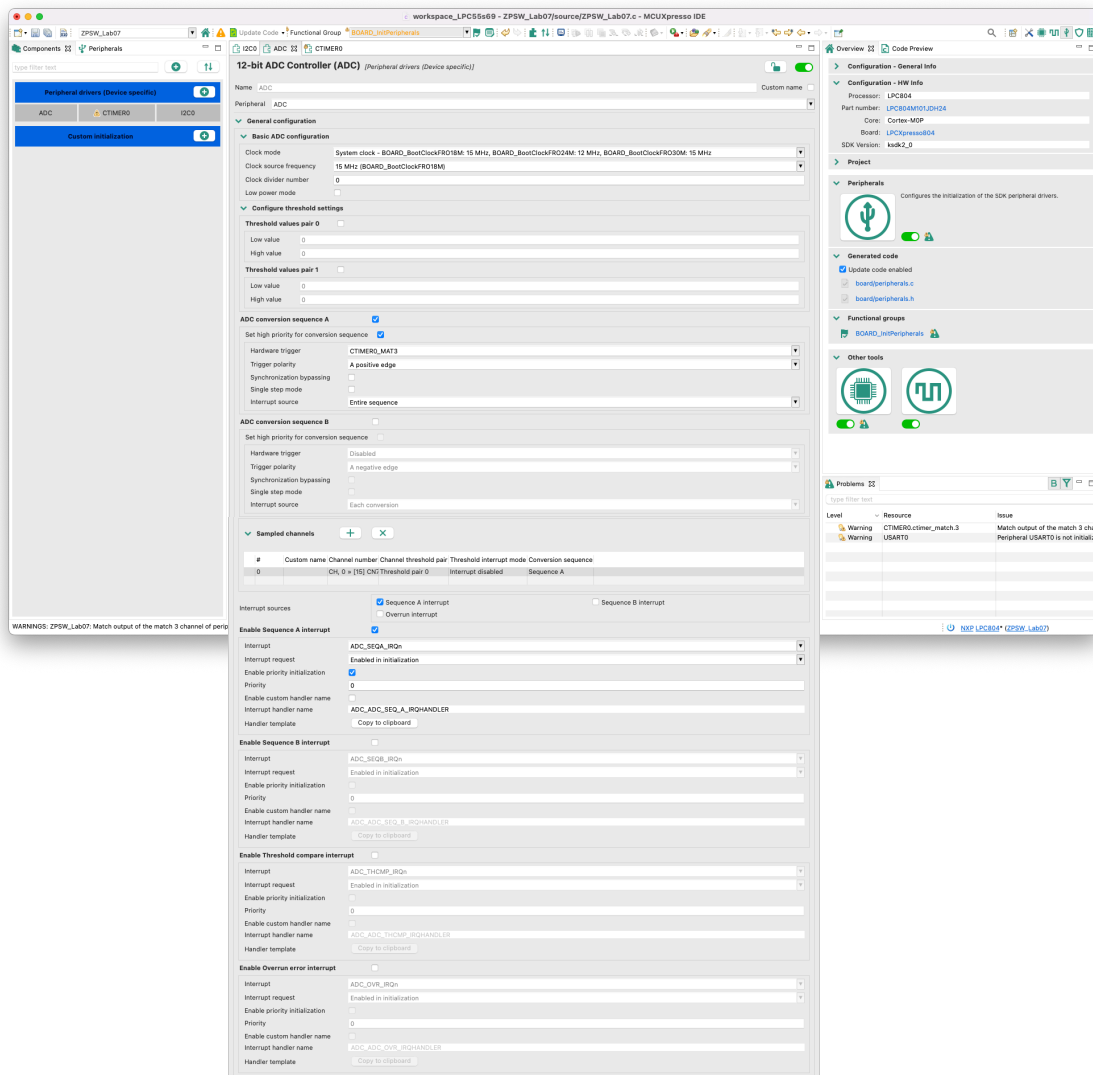 workspace_LPC55s69 - ZPSW_Lab07/source/ZPSW_Lab07.c - MCUXpresso IDE
ZPSW_Lab07
Update Code
Functional Group
BOARD_InitPeripherals
Components
Peripherals
type filter text
Peripheral drivers (Device specific)
ADC
CTIMER0
I2C0
Custom initialization
WARNINGS: ZPSW_Lab07: Match output of the match 3 channel of perip
I2C0
ADC
CTIMER0
12-bit ADC Controller (ADC) [Peripheral drivers (Device specific)]
Name ADC
Custom name
Peripheral ADC
General configuration
Basic ADC configuration
Clock mode System clock - BOARD_BootClockFRO18M: 15 MHz, BOARD_BootClockFRO24M: 12 MHz, BOARD_BootClockFRO30M: 15 MHz
Clock source frequency 15 MHz (BOARD_BootClockFRO18M)
Clock divider number 0
Low power mode
Configure threshold settings
Threshold values pair 0
Low value 0
High value 0
Threshold values pair 1
Low value 0
High value 0
ADC conversion sequence A
Set high priority for conversion sequence
Hardware trigger CTIMER0_MAT3
Trigger polarity A positive edge
Synchronization bypassing
Single step mode
Interrupt source Entire sequence
ADC conversion sequence B
Set high priority for conversion sequence
Hardware trigger Disabled
Trigger polarity A negative edge
Synchronization bypassing
Single step mode
Interrupt source Each conversion
Sampled channels
# Custom name Channel number Channel threshold pair Threshold interrupt mode Conversion sequence
0 Threshold pair 0 Interrupt disabled Sequence A
Interrupt sources
Sequence A interrupt
Sequence B interrupt
Overrun interrupt
Enable Sequence A interrupt
Interrupt ADC_SEQA_IRQn
Interrupt request Enabled in initialization
Enable priority initialization
Priority 0
Enable custom handler name
Interrupt handler name ADC_ADC_SEQ_A_IRQHANDLER
Handler template Copy to clipboard
Enable Sequence B interrupt
Interrupt ADC_SEQB_IRQn
Interrupt request Enabled in initialization
Enable priority initialization
Priority 0
Enable custom handler name
Interrupt handler name ADC_ADC_SEQ_B_IRQHANDLER
Handler template Copy to clipboard
Enable Threshold compare interrupt
Interrupt ADC_THCMP_IRQn
Interrupt request Enabled in initialization
Enable priority initialization
Priority 0
Enable custom handler name
Interrupt handler name ADC_ADC_THCMP_IRQHANDLER
Handler template Copy to clipboard
Enable Overrun error interrupt
Interrupt ADC_OVR_IRQn
Interrupt request Enabled in initialization
Enable priority initialization
Priority 0
Enable custom handler name
Interrupt handler name ADC_ADC_OVR_IRQHANDLER
Handler template Copy to clipboard
Overview
Code Preview
Configuration - General Info
Configuration - HW Info
Processor: LPC804
Part number: LPC804M101JDH24
Core: Cortex-M0P
Board: LPCXpresso804
SDK Version: ksdk2_0
Project
Peripherals
Configures the initialization of the SDK peripheral drivers.
Generated code
Update code enabled
board/peripherals.c
board/peripherals.h
Functional groups
BOARD_InitPeripherals
Other tools
Problems
type filter text
Level Resource Issue
Warning CTIMER0.ctimer_match.3 Match output of the match 3 cha
Warning USART0 Peripheral USART0 is not initializ
NXP LPC804* (ZPSW_Lab07)